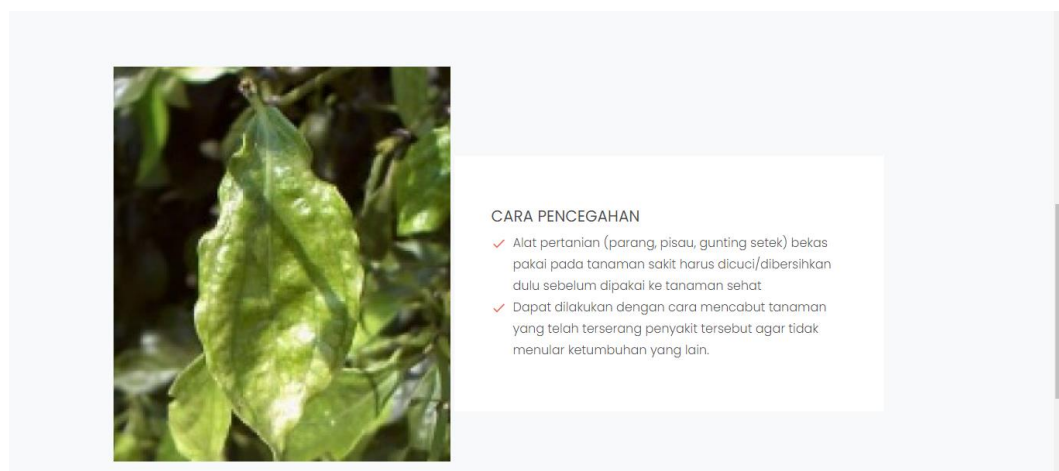 CARA PENCEGAHAN
Alat pertanian (parang, pisau, gunting setek) bekas
pakai pada tanaman sakit harus dicuci/dibersihkan
dulu sebelum dipakai ke tanaman sehat
Dapat dilakukan dengan cara mencabut tanaman
yang telah terserang penyakit tersebut agar tidak
menular ketumbuhan yang lain.